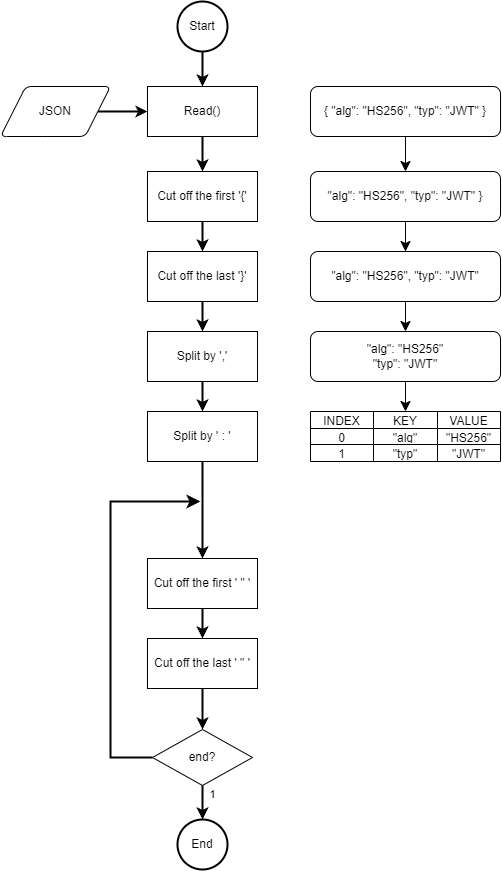 Start
JSON
Read()
{ "alg": "HS256", "typ": "JWT" }
Cut off the first '{'
"alg": "HS256", "typ": "JWT" }
Cut off the last '}'
"alg": "HS256", "typ": "JWT"
Split by ','
"alg": "HS256"
"typ": "JWT"
Split by ' : '
INDEX KEY VALUE
0 "alg" "HS256"
1 "typ" "JWT"
Cut off the first ' " '
Cut off the last ' " '
end?
1
End